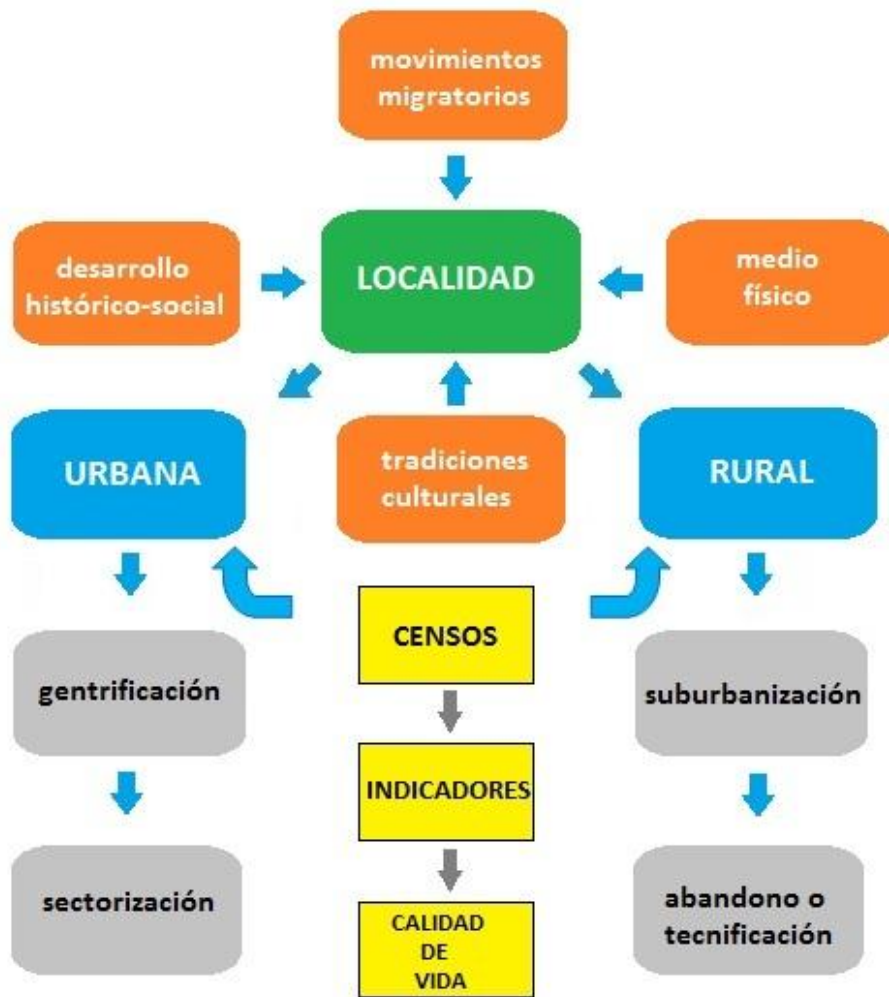 movimientos
migratorios
desarrollo
histórico-social
LOCALIDAD
medio
físico
URBANA
tradiciones
culturales
RURAL
CENSOS
gentrificación
suburbanización
INDICADORES
sectorización
CALIDAD
DE
VIDA
abandono o
tecnificación